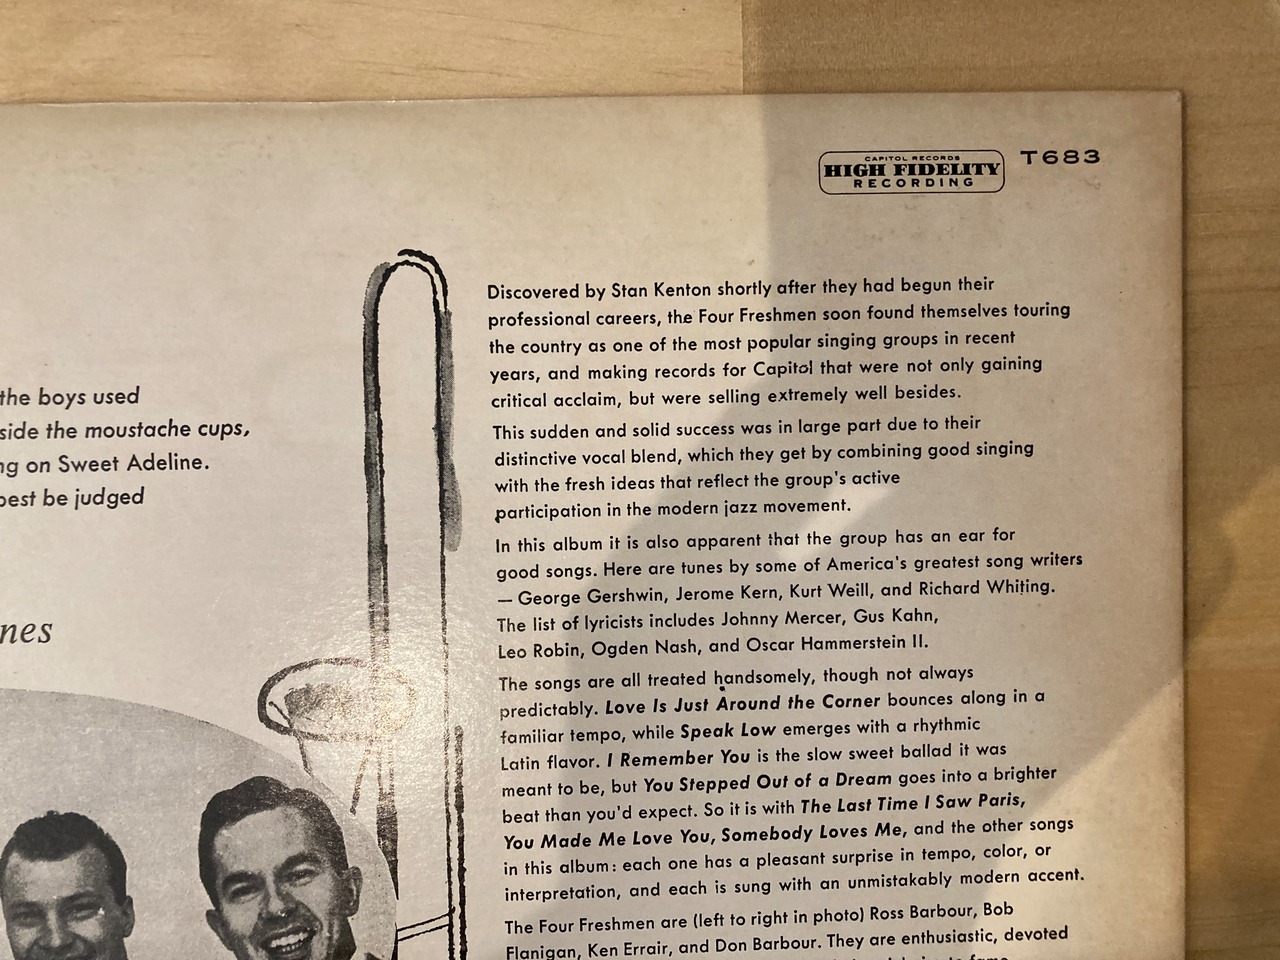 CAPITOL RECORDS
HIGH FIDELITY
RECORDING
T683
the boys used
side the moustache cups,
on Sweet Adeline.
best be judged
Discovered by Stan Kenton shortly after they had begun their
professional careers, the Four Freshmen soon found themselves touring
the country as one of the most popular singing groups in recent
years, and making records for Capitol that were not only gaining
critical acclaim, but were selling extremely well besides.
This sudden and solid success was in large part due to their
distinctive vocal blend, which they get by combining good singing
with the fresh ideas that reflect the group's active
participation in the modern jazz movement.
In this album it is also apparent that the group has an ear for
good songs. Here are tunes by some of America's greatest song writers
— George Gershwin, Jerome Kern, Kurt Weill, and Richard Whiting.
The list of lyricists includes Johnny Mercer, Gus Kahn,
Leo Robin, Ogden Nash, and Oscar Hammerstein II.
The songs are all treated handsomely, though not always
predictably. Love Is Just Around the Corner bounces along in a
familiar tempo, while Speak Low emerges with a rhythmic
Latin flavor. I Remember You is the slow sweet ballad it was
meant to be, but You Stepped Out of a Dream goes into a brighter
beat than you'd expect. So it is with The Last Time I Saw Paris,
You Made Me Love You, Somebody Loves Me, and the other songs
in this album: each one has a pleasant surprise in tempo, color, or
interpretation, and each is sung with an unmistakably modern accent.
The Four Freshmen are (left to right in photo) Ross Barbour, Bob
Flanigan, Ken Errair, and Don Barbour. They are enthusiastic, devoted